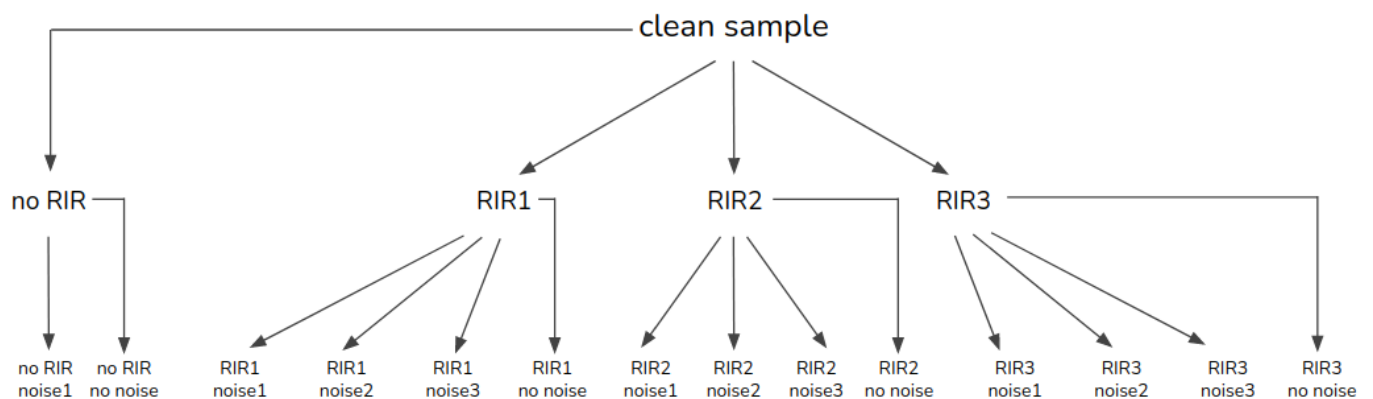 clean sample
no RIR
RIR1
RIR2
RIR3
no RIR
noise1
no RIR
no noise
RIR1
noise1
RIR1
noise2
RIR1
noise3
RIR1
no noise
RIR2
noise1
RIR2
noise2
RIR2
noise3
RIR2
no noise
RIR3
noise1
RIR3
noise2
RIR3
noise3
RIR3
no noise